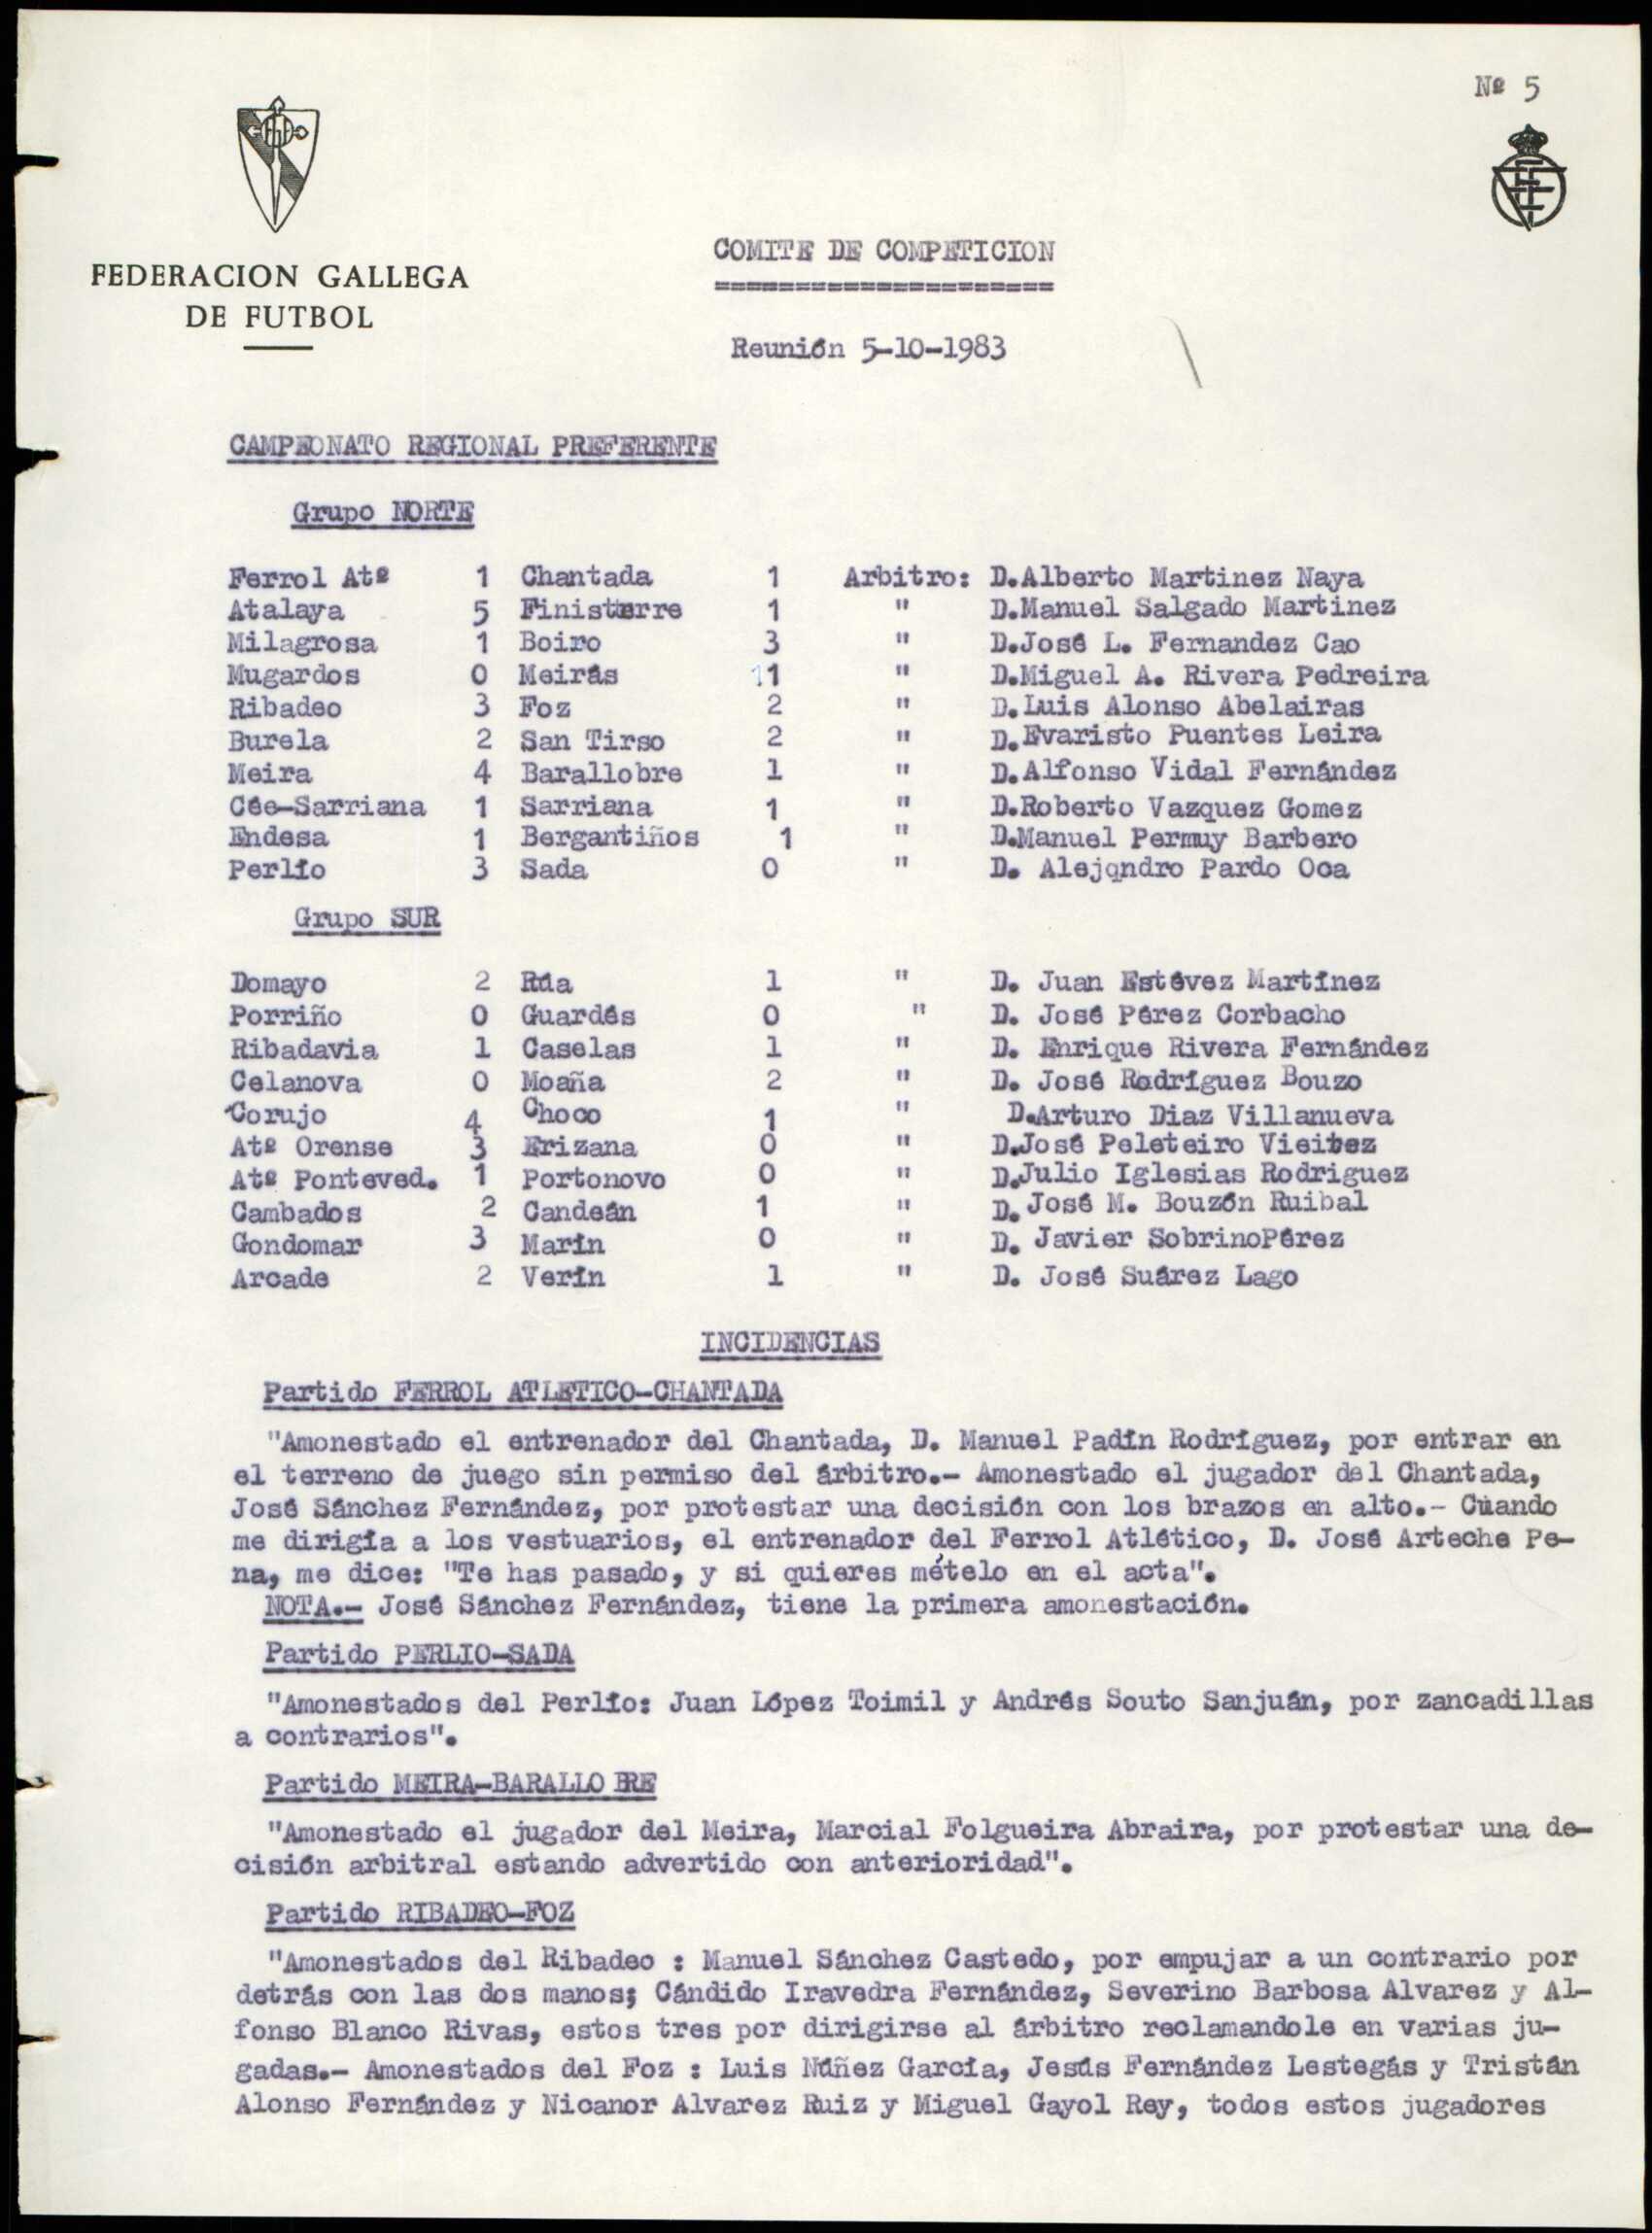 Nº 5
FEDERACION GALLEGA
DE FUTBOL
COMITE DE COMPETICION
=====================
Reunión 5-10-1983
CAMPEONATO REGIONAL PREFERENTE
Grupo NORTE
Ferrol Atº 1 Chantada 1 Arbitro: D.Alberto Martinez Naya
Atalaya 5 Finisterre 1 " D.Manuel Salgado Martinez
Milagrosa 1 Boiro 3 " D.José L. Fernandez Cao
Mugardos 0 Meirás 11 " D.Miguel A. Rivera Pedreira
Ribadeo 3 Foz 2 " D.Luis Alonso Abelairas
Burela 2 San Tirso 2 " D.Evaristo Puentes Leira
Meira 4 Barallobre 1 " D.Alfonso Vidal Fernández
Cée-Sarriana 1 Sarriana 1 " D.Roberto Vazquez Gomez
Endesa 1 Bergantiños 1 " D.Manuel Permuy Barbero
Perlío 3 Sada 0 " D. Alejqndro Pardo Oca
Grupo SUR
Domayo 2 Rúa 1 " D. Juan Estévez Martínez
Porriño 0 Guardés 0 " D. José Pérez Corbacho
Ribadavia 1 Caselas 1 " D. Enrique Rivera Fernández
Celanova 0 Moaña 2 " D. José Rodríguez Bouzo
Corujo 4 Choco 1 " D.Arturo Diaz Villanueva
Atº Orense 3 Erizana 0 " D.José Peleteiro Vieitez
Atº Ponteved. 1 Portonovo 0 " D.Julio Iglesias Rodriguez
Cambados 2 Candeán 1 " D. José M. Bouzón Ruibal
Gondomar 3 Marín 0 " D. Javier SobrinoPérez
Arcade 2 Verín 1 " D. José Suárez Lago
INCIDENCIAS
Partido FERROL ATLETICO-CHANTADA
"Amonestado el entrenador del Chantada, D. Manuel Padín Rodríguez, por entrar en
el terreno de juego sin permiso del árbitro.- Amonestado el jugador del Chantada,
José Sánchez Fernández, por protestar una decisión con los brazos en alto.- Cuando
me dirigía a los vestuarios, el entrenador del Ferrol Atlético, D. José Arteche Pe-
na, me dice: "Te has pasado, y si quieres mételo en el acta".
NOTA.- José Sánchez Fernández, tiene la primera amonestación.
Partido PERLIO-SADA
"Amonestados del Perlío: Juan López Toimil y Andrés Souto Sanjuán, por zancadillas
a contrarios".
Partido MEIRA-BARALLO BRE
"Amonestado el jugador del Meira, Marcial Folgueira Abraira, por protestar una de-
cisión arbitral estando advertido con anterioridad".
Partido RIBADEO-FOZ
"Amonestados del Ribadeo : Manuel Sánchez Castedo, por empujar a un contrario por
detrás con las dos manos; Cándido Iravedra Fernández, Severino Barbosa Alvarez y Al-
fonso Blanco Rivas, estos tres por dirigirse al árbitro reclamandole en varias ju-
gadas.- Amonestados del Foz : Luis Núñez García, Jesús Fernández Lestegás y Tristán
Alonso Fernández y Nicanor Alvarez Ruiz y Miguel Gayol Rey, todos estos jugadores